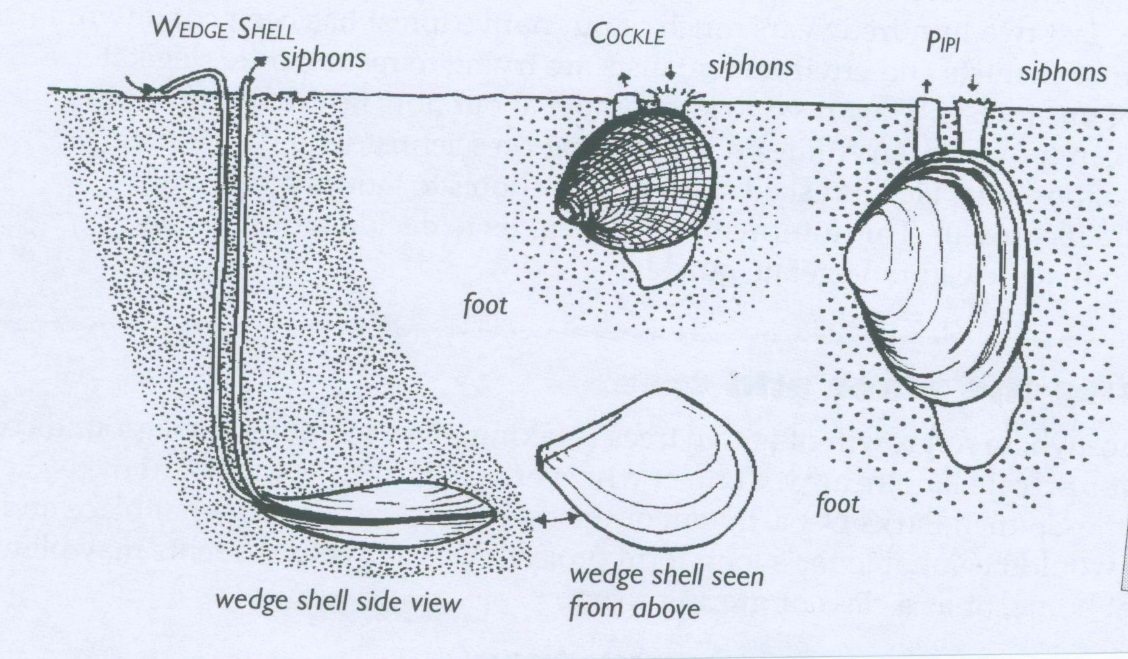 WEDGE SHELL
siphons
COCKLE
siphons
PIPI
siphons
foot
foot
wedge shell side view
wedge shell seen
from above